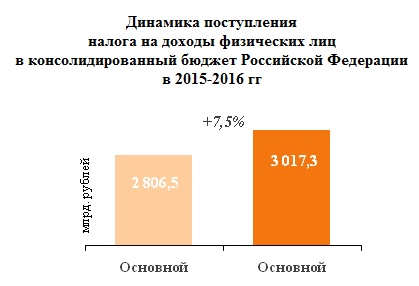 Динамика поступления
налога на доходы физических лиц
в консолидированный бюджет Российской Федерации
в 2015-2016 гг
+7,5%
млрд. рублей
2 806,5
3 017,3
Основной
Основной